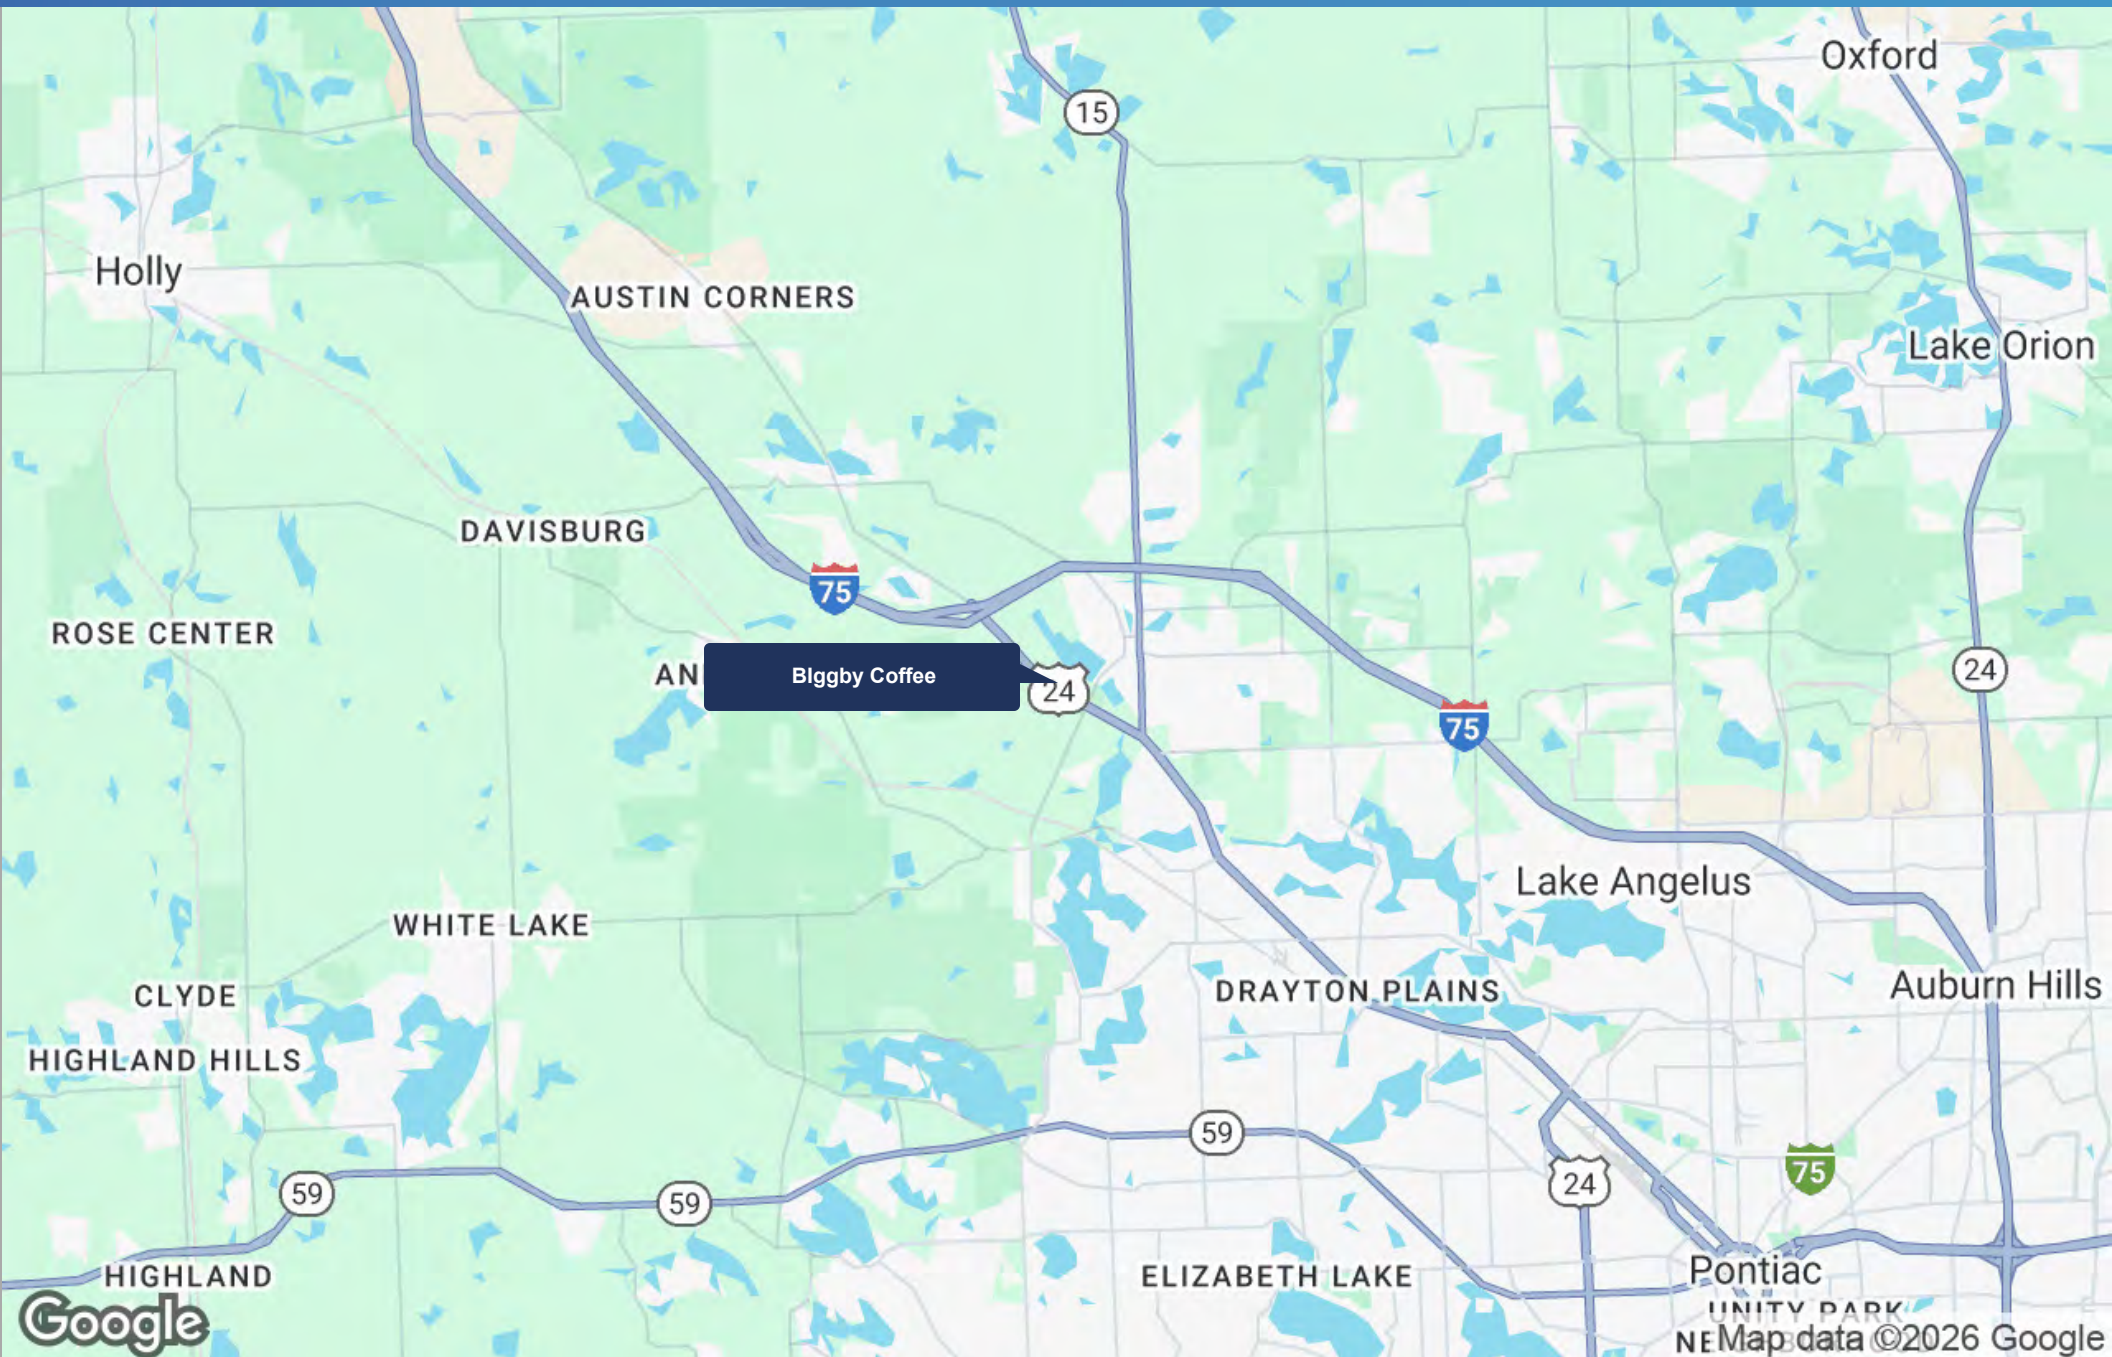 Oxford
15
Holly
AUSTIN CORNERS
Lake Orion
DAVISBURG
75
ROSE CENTER
24
AN
BIggby Coffee
24
75
Lake Angelus
WHITE LAKE
CLYDE
DRAYTON PLAINS
Auburn Hills
HIGHLAND HILLS
59
75
59
59
24
HIGHLAND
ELIZABETH LAKE
Pontiac
UNITY PARK
Google
Map data ©2026 Google